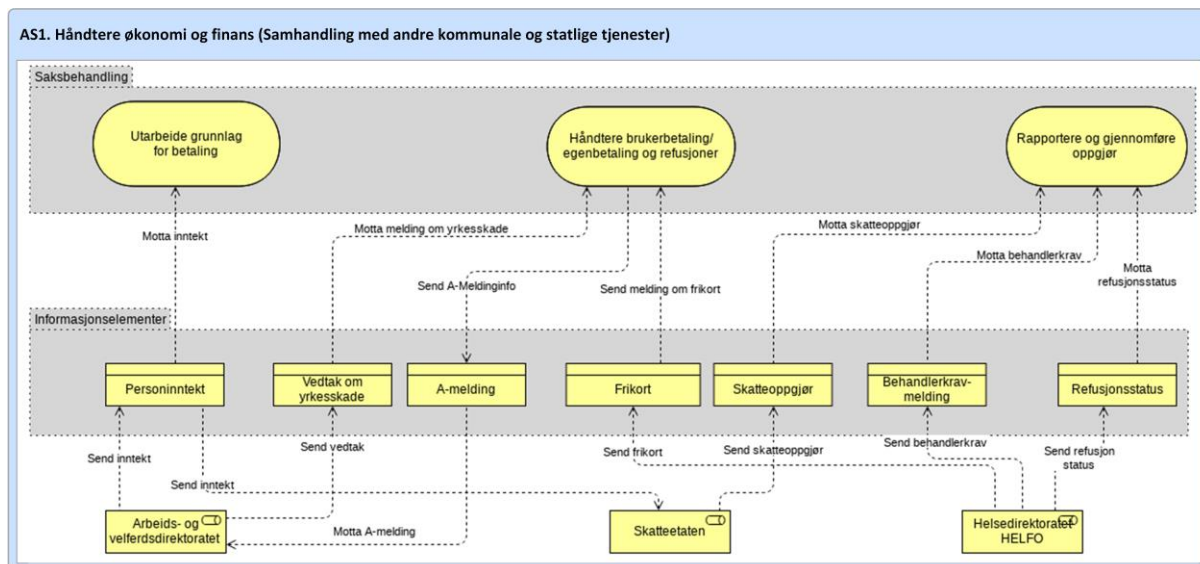 AS1. Håndtere økonomi og finans (Samhandling med andre kommunale og statlige tjenester)
Saksbehandling
Utarbeide grunnlag
for betaling
Håndtere brukerbetaling/
egenbetaling og refusjoner
Rapportere og gjennomføre
oppgjør
Motta inntekt
Motta melding om yrkesskade
Motta skatteoppgjør
Send A-Meldinginfo
Send melding om frikort
Motta behandlerkrav
Motta
refusjonsstatus
Informasjonselementer
Personinntekt
Vedtak om
yrkesskade
A-melding
Frikort
Skatteoppgjør
Behandlerkrav-
melding
Refusjonsstatus
Send inntekt
Send vedtak
Send frikort
Send skatteoppgjør
Send behandlerkrav
Send refusjon
status
Send inntekt
Motta A-melding
Arbeids- og
velferdsdirektoratet
Skatteetaten
Helsedirektoratet
HELFO